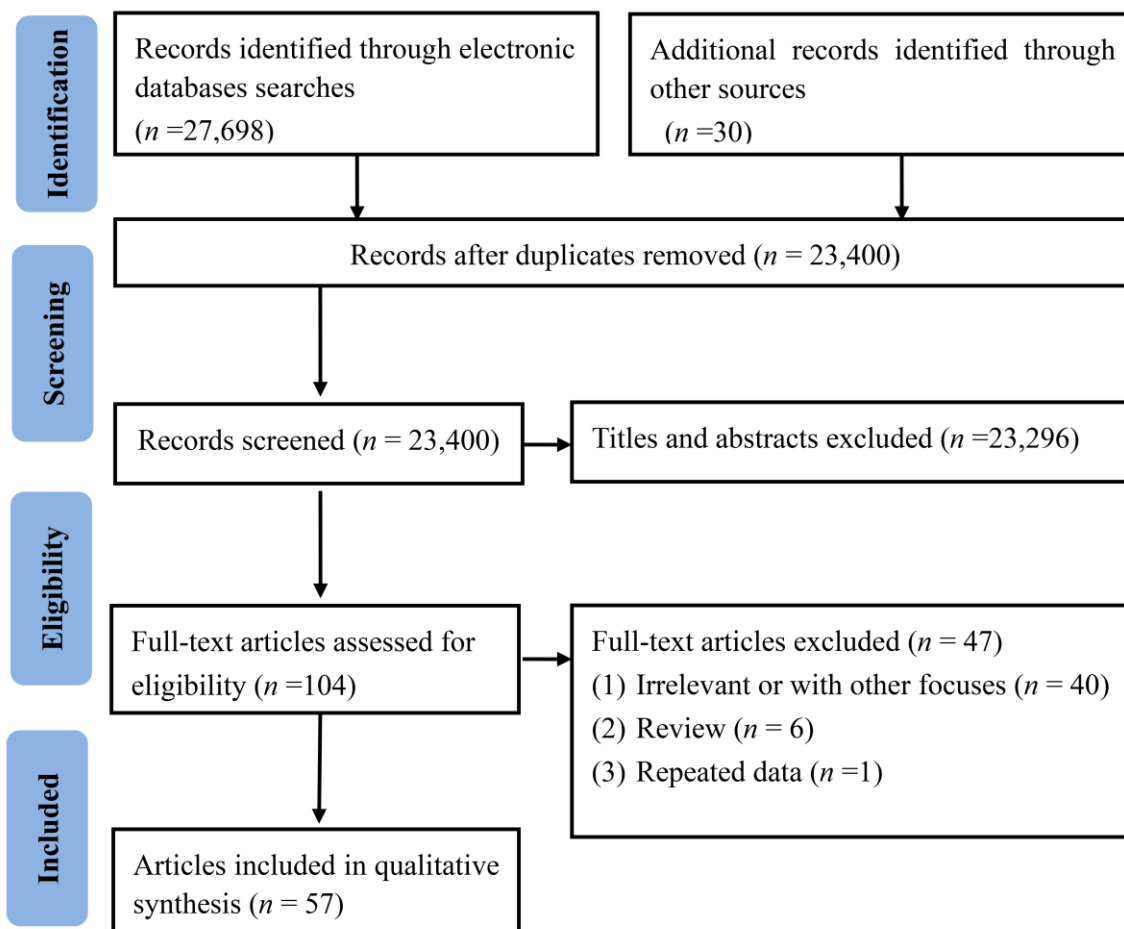 Identification
Records identified through electronic
databases searches
(n =27,698)
Additional records identified through
other sources
(n =30)
Records after duplicates removed (n = 23,400)
Screening
Records screened (n = 23,400)
Titles and abstracts excluded (n =23,296)
Eligibility
Full-text articles assessed for
eligibility (n =104)
Full-text articles excluded (n = 47)
(1) Irrelevant or with other focuses (n = 40)
(2) Review (n = 6)
(3) Repeated data (n =1)
Included
Articles included in qualitative
synthesis (n = 57)